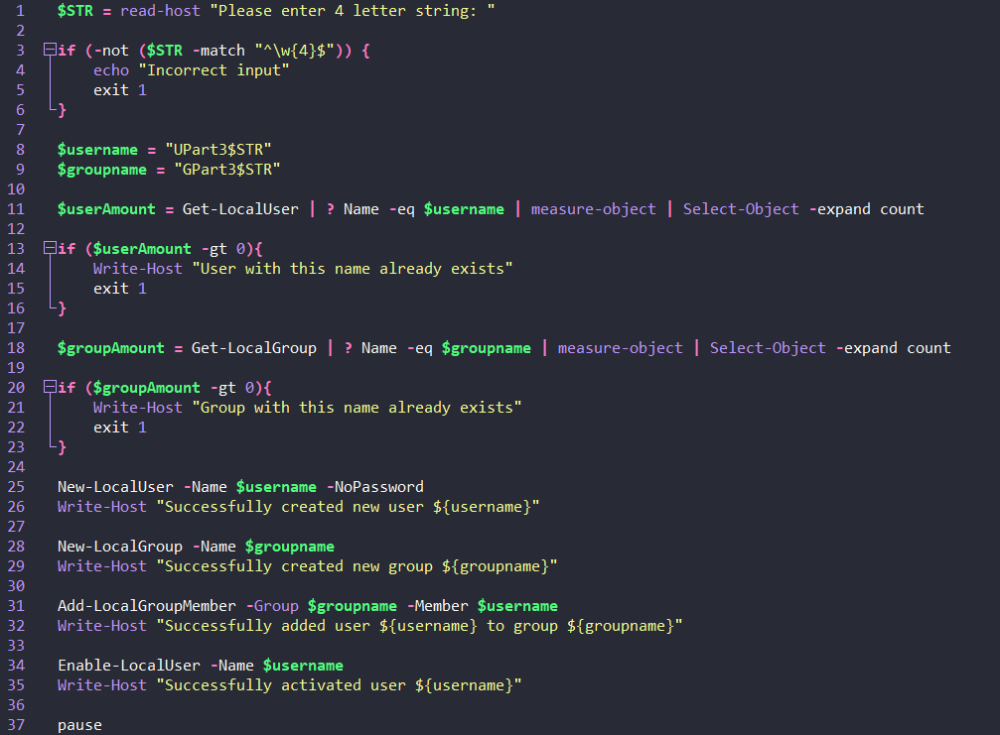 1 $STR = read-host "Please enter 4 letter string: "
2
3 if (-not ($STR -match "^\w{4}$")) {
4 echo "Incorrect input"
5 exit 1
6 }
7
8 $username = "UPart3$STR"
9 $groupname = "GPart3$STR"
10
11 $userAmount = Get-LocalUser | ? Name -eq $username | measure-object | Select-Object -expand count
12
13 if ($userAmount -gt 0){
14 Write-Host "User with this name already exists"
15 exit 1
16 }
17
18 $groupAmount = Get-LocalGroup | ? Name -eq $groupname | measure-object | Select-Object -expand count
19
20 if ($groupAmount -gt 0){
21 Write-Host "Group with this name already exists"
22 exit 1
23 }
24
25 New-LocalUser -Name $username -NoPassword
26 Write-Host "Successfully created new user ${username}"
27
28 New-LocalGroup -Name $groupname
29 Write-Host "Successfully created new group ${groupname}"
30
31 Add-LocalGroupMember -Group $groupname -Member $username
32 Write-Host "Successfully added user ${username} to group ${groupname}"
33
34 Enable-LocalUser -Name $username
35 Write-Host "Successfully activated user ${username}"
36
37 pause